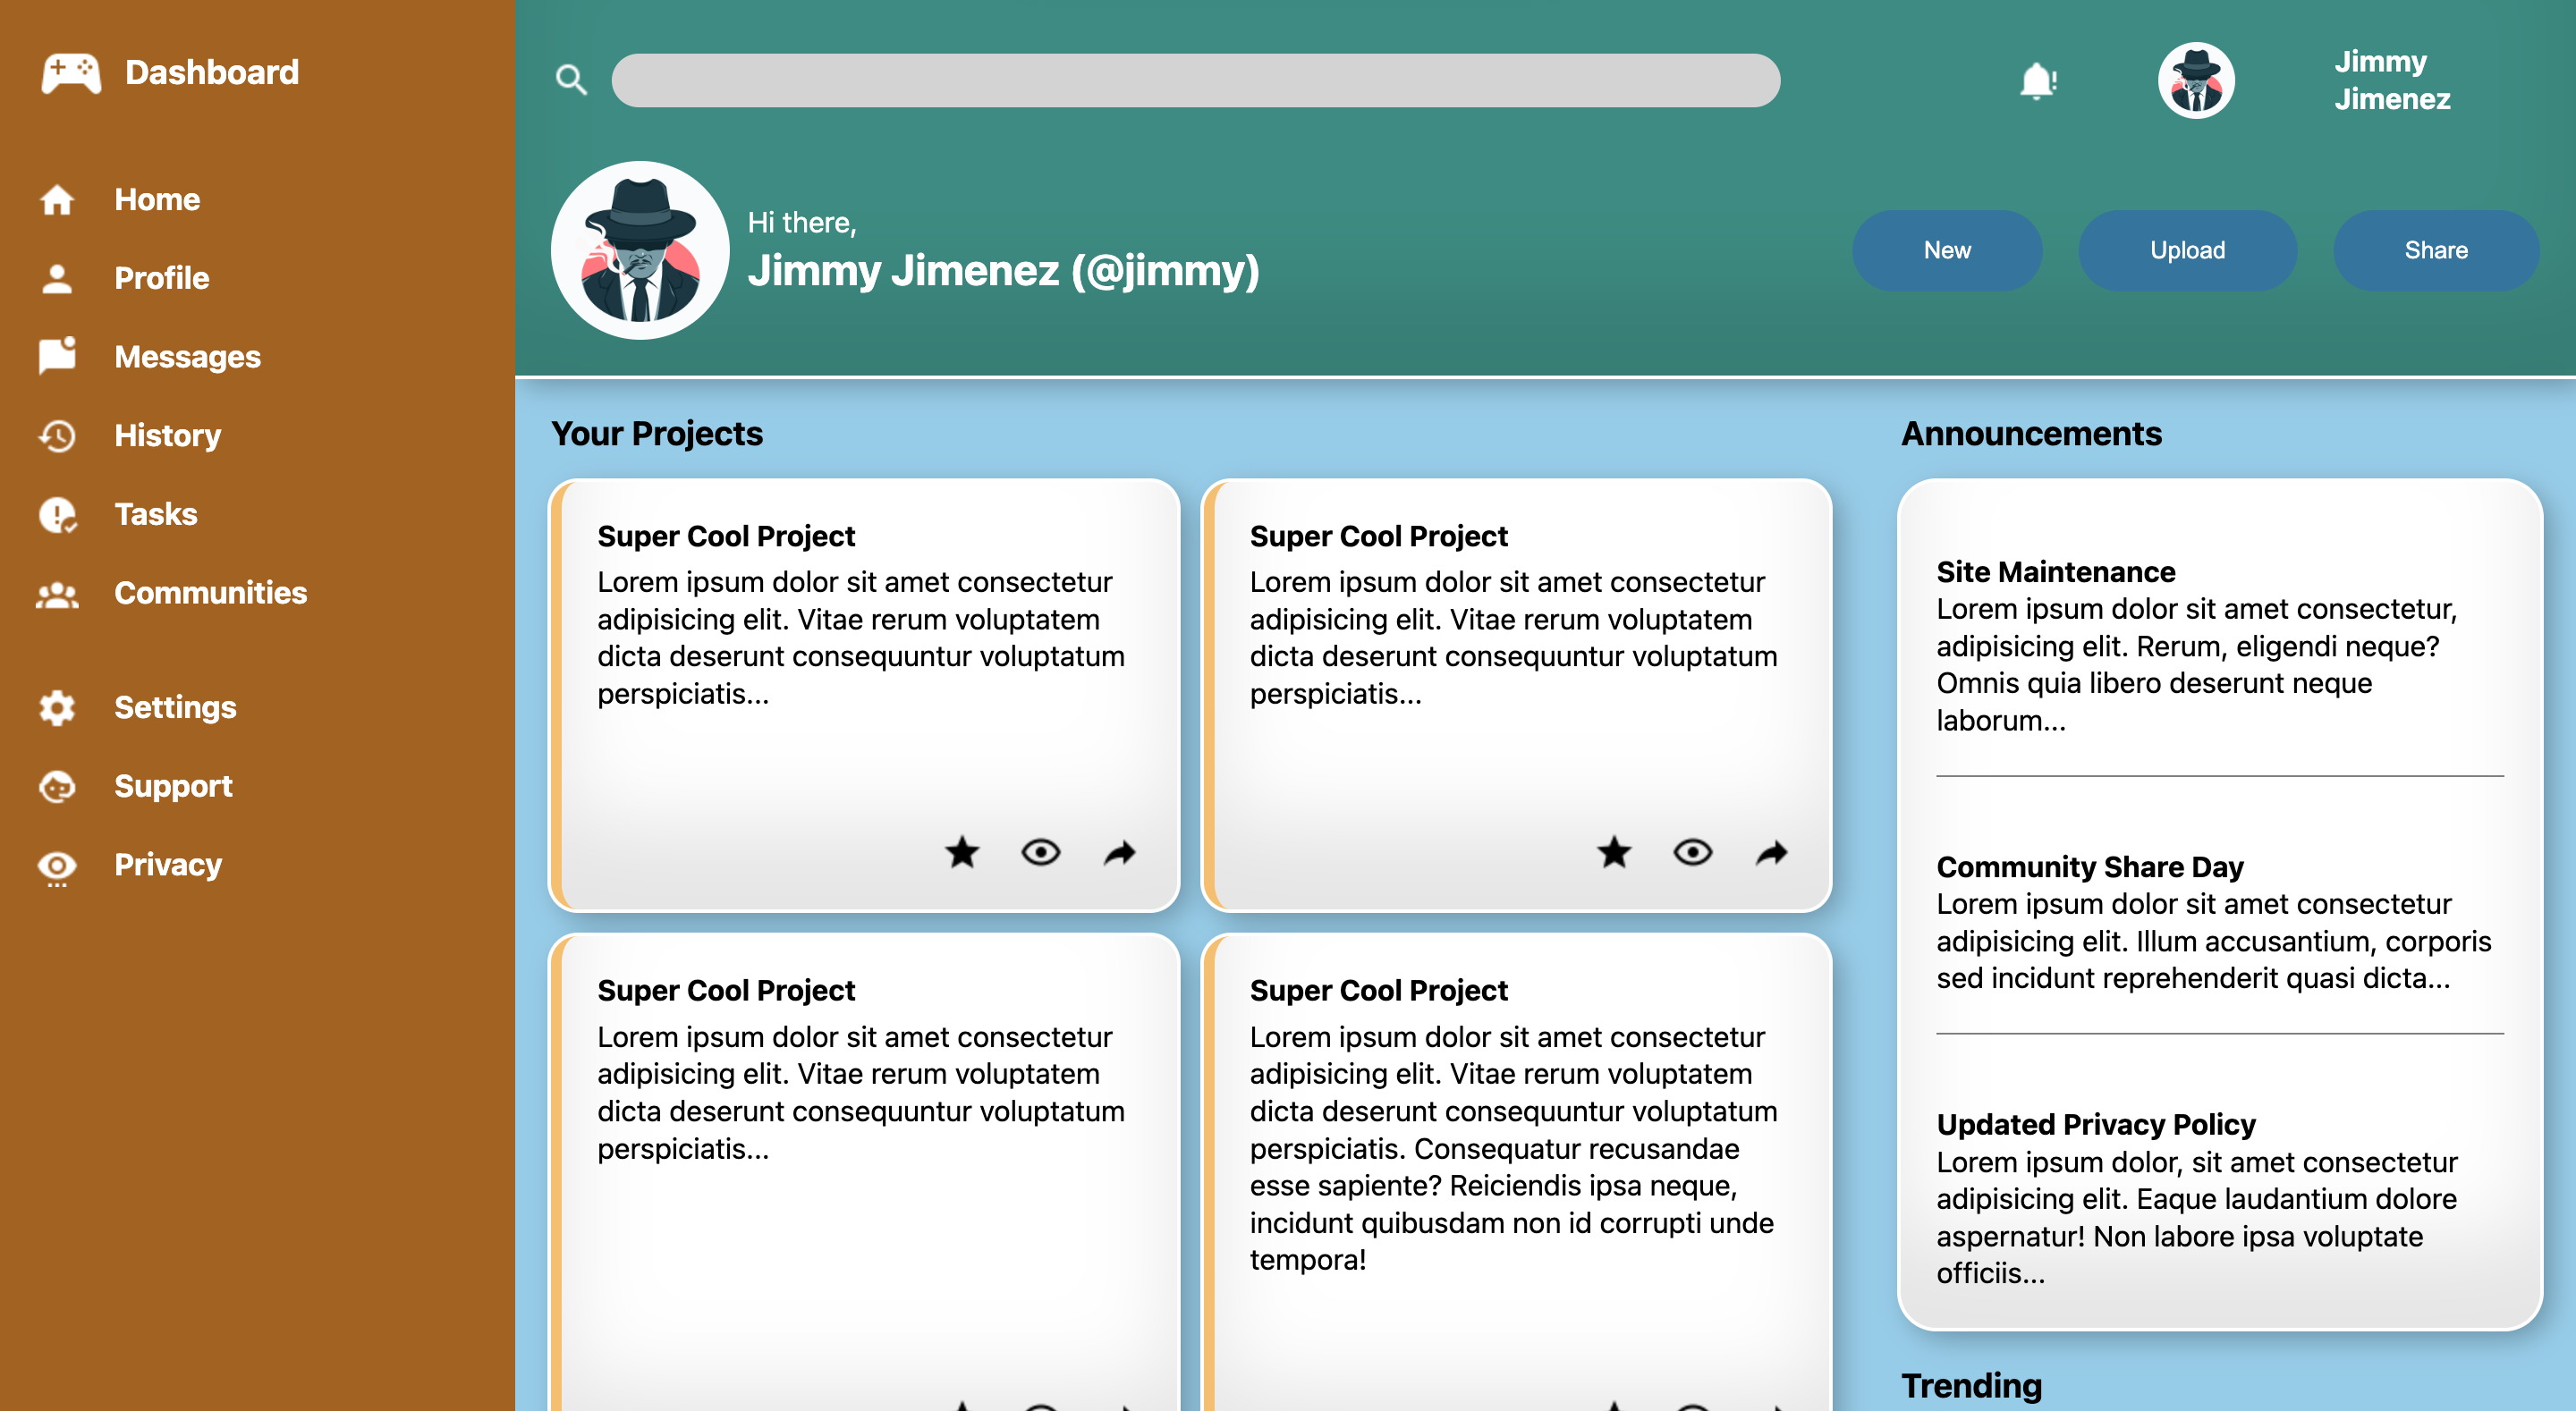 Dashboard
Home
Profile
Messages
History
Tasks
Communities
Settings
Support
Privacy
Jimmy
Jimenez
Hi there,
Jimmy Jimenez (@jimmy)
New
Upload
Share
Your Projects
Super Cool Project
Lorem ipsum dolor sit amet consectetur
adipisicing elit. Vitae rerum voluptatem
dicta deserunt consequuntur voluptatum
perspiciatis...
Super Cool Project
Lorem ipsum dolor sit amet consectetur
adipisicing elit. Vitae rerum voluptatem
dicta deserunt consequuntur voluptatum
perspiciatis...
Super Cool Project
Lorem ipsum dolor sit amet consectetur
adipisicing elit. Vitae rerum voluptatem
dicta deserunt consequuntur voluptatum
perspiciatis...
Super Cool Project
Lorem ipsum dolor sit amet consectetur
adipisicing elit. Vitae rerum voluptatem
dicta deserunt consequuntur voluptatum
perspiciatis. Consequatur recusandae
esse sapiente? Reiciendis ipsa neque,
incidunt quibusdam non id corrupti unde
tempora!
Announcements
Site Maintenance
Lorem ipsum dolor sit amet consectetur,
adipisicing elit. Rerum, eligendi neque?
Omnis quia libero deserunt neque
laborum...
Community Share Day
Lorem ipsum dolor sit amet consectetur
adipisicing elit. Illum accusantium, corporis
sed incidunt reprehenderit quasi dicta...
Updated Privacy Policy
Lorem ipsum dolor, sit amet consectetur
adipisicing elit. Eaque laudantium dolore
aspernatur! Non labore ipsa voluptate
officiis...
Trending